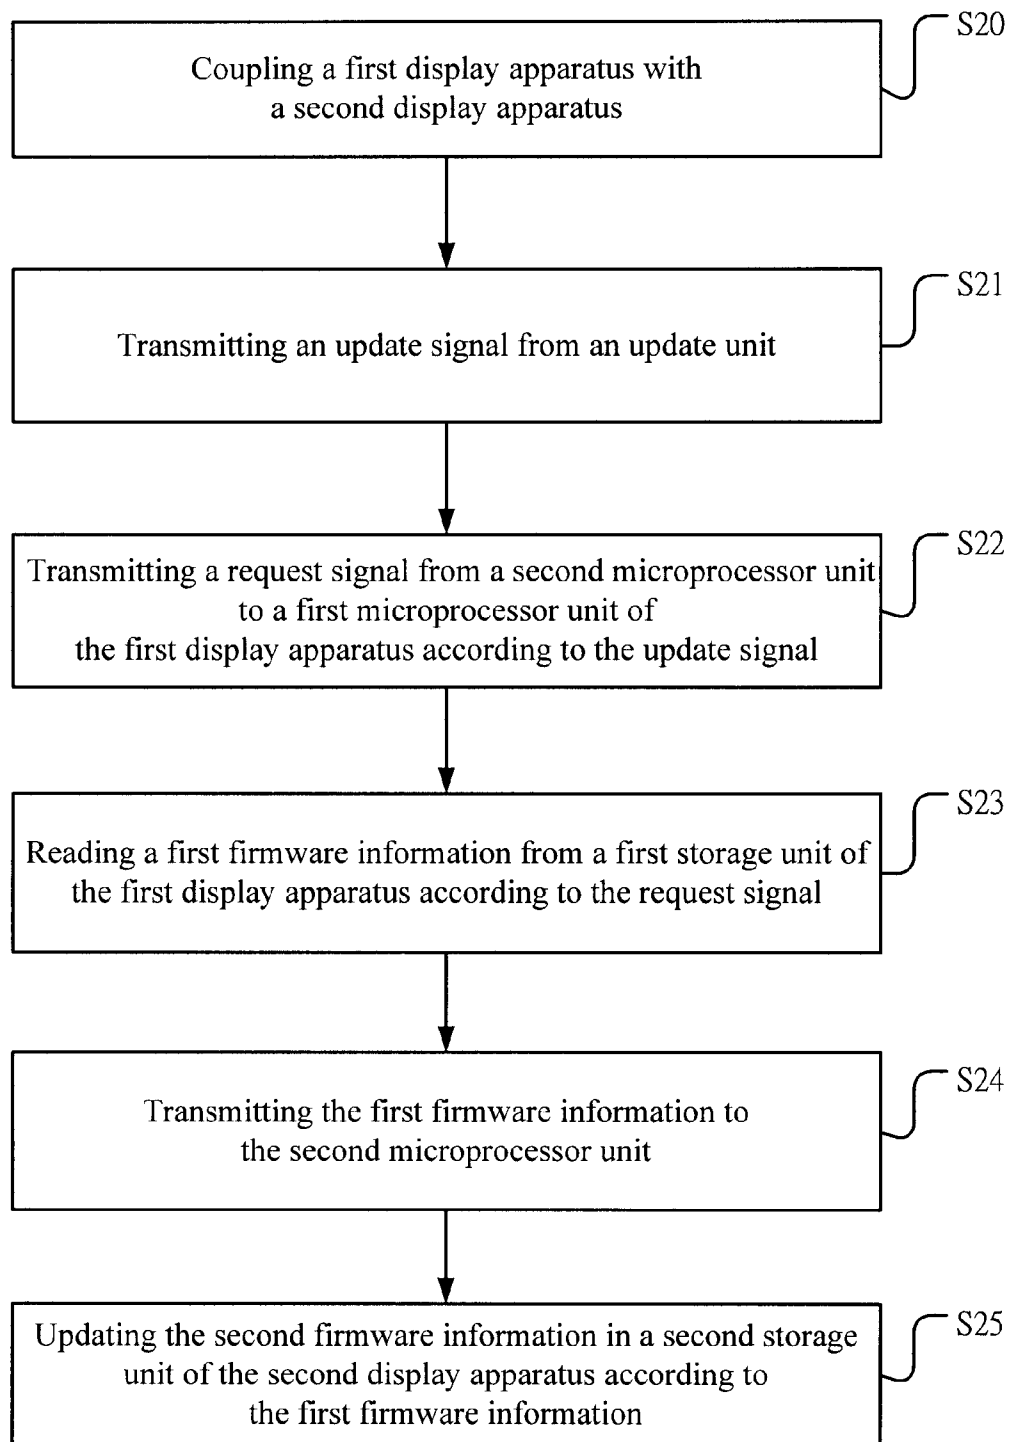 S20
Coupling a first display apparatus with
a second display apparatus
S21
Transmitting an update signal from an update unit
S22
Transmitting a request signal from a second microprocessor unit
to a first microprocessor unit of
the first display apparatus according to the update signal
S23
Reading a first firmware information from a first storage unit of
the first display apparatus according to the request signal
S24
Transmitting the first firmware information to
the second microprocessor unit
S25
Updating the second firmware information in a second storage
unit of the second display apparatus according to
the first firmware information